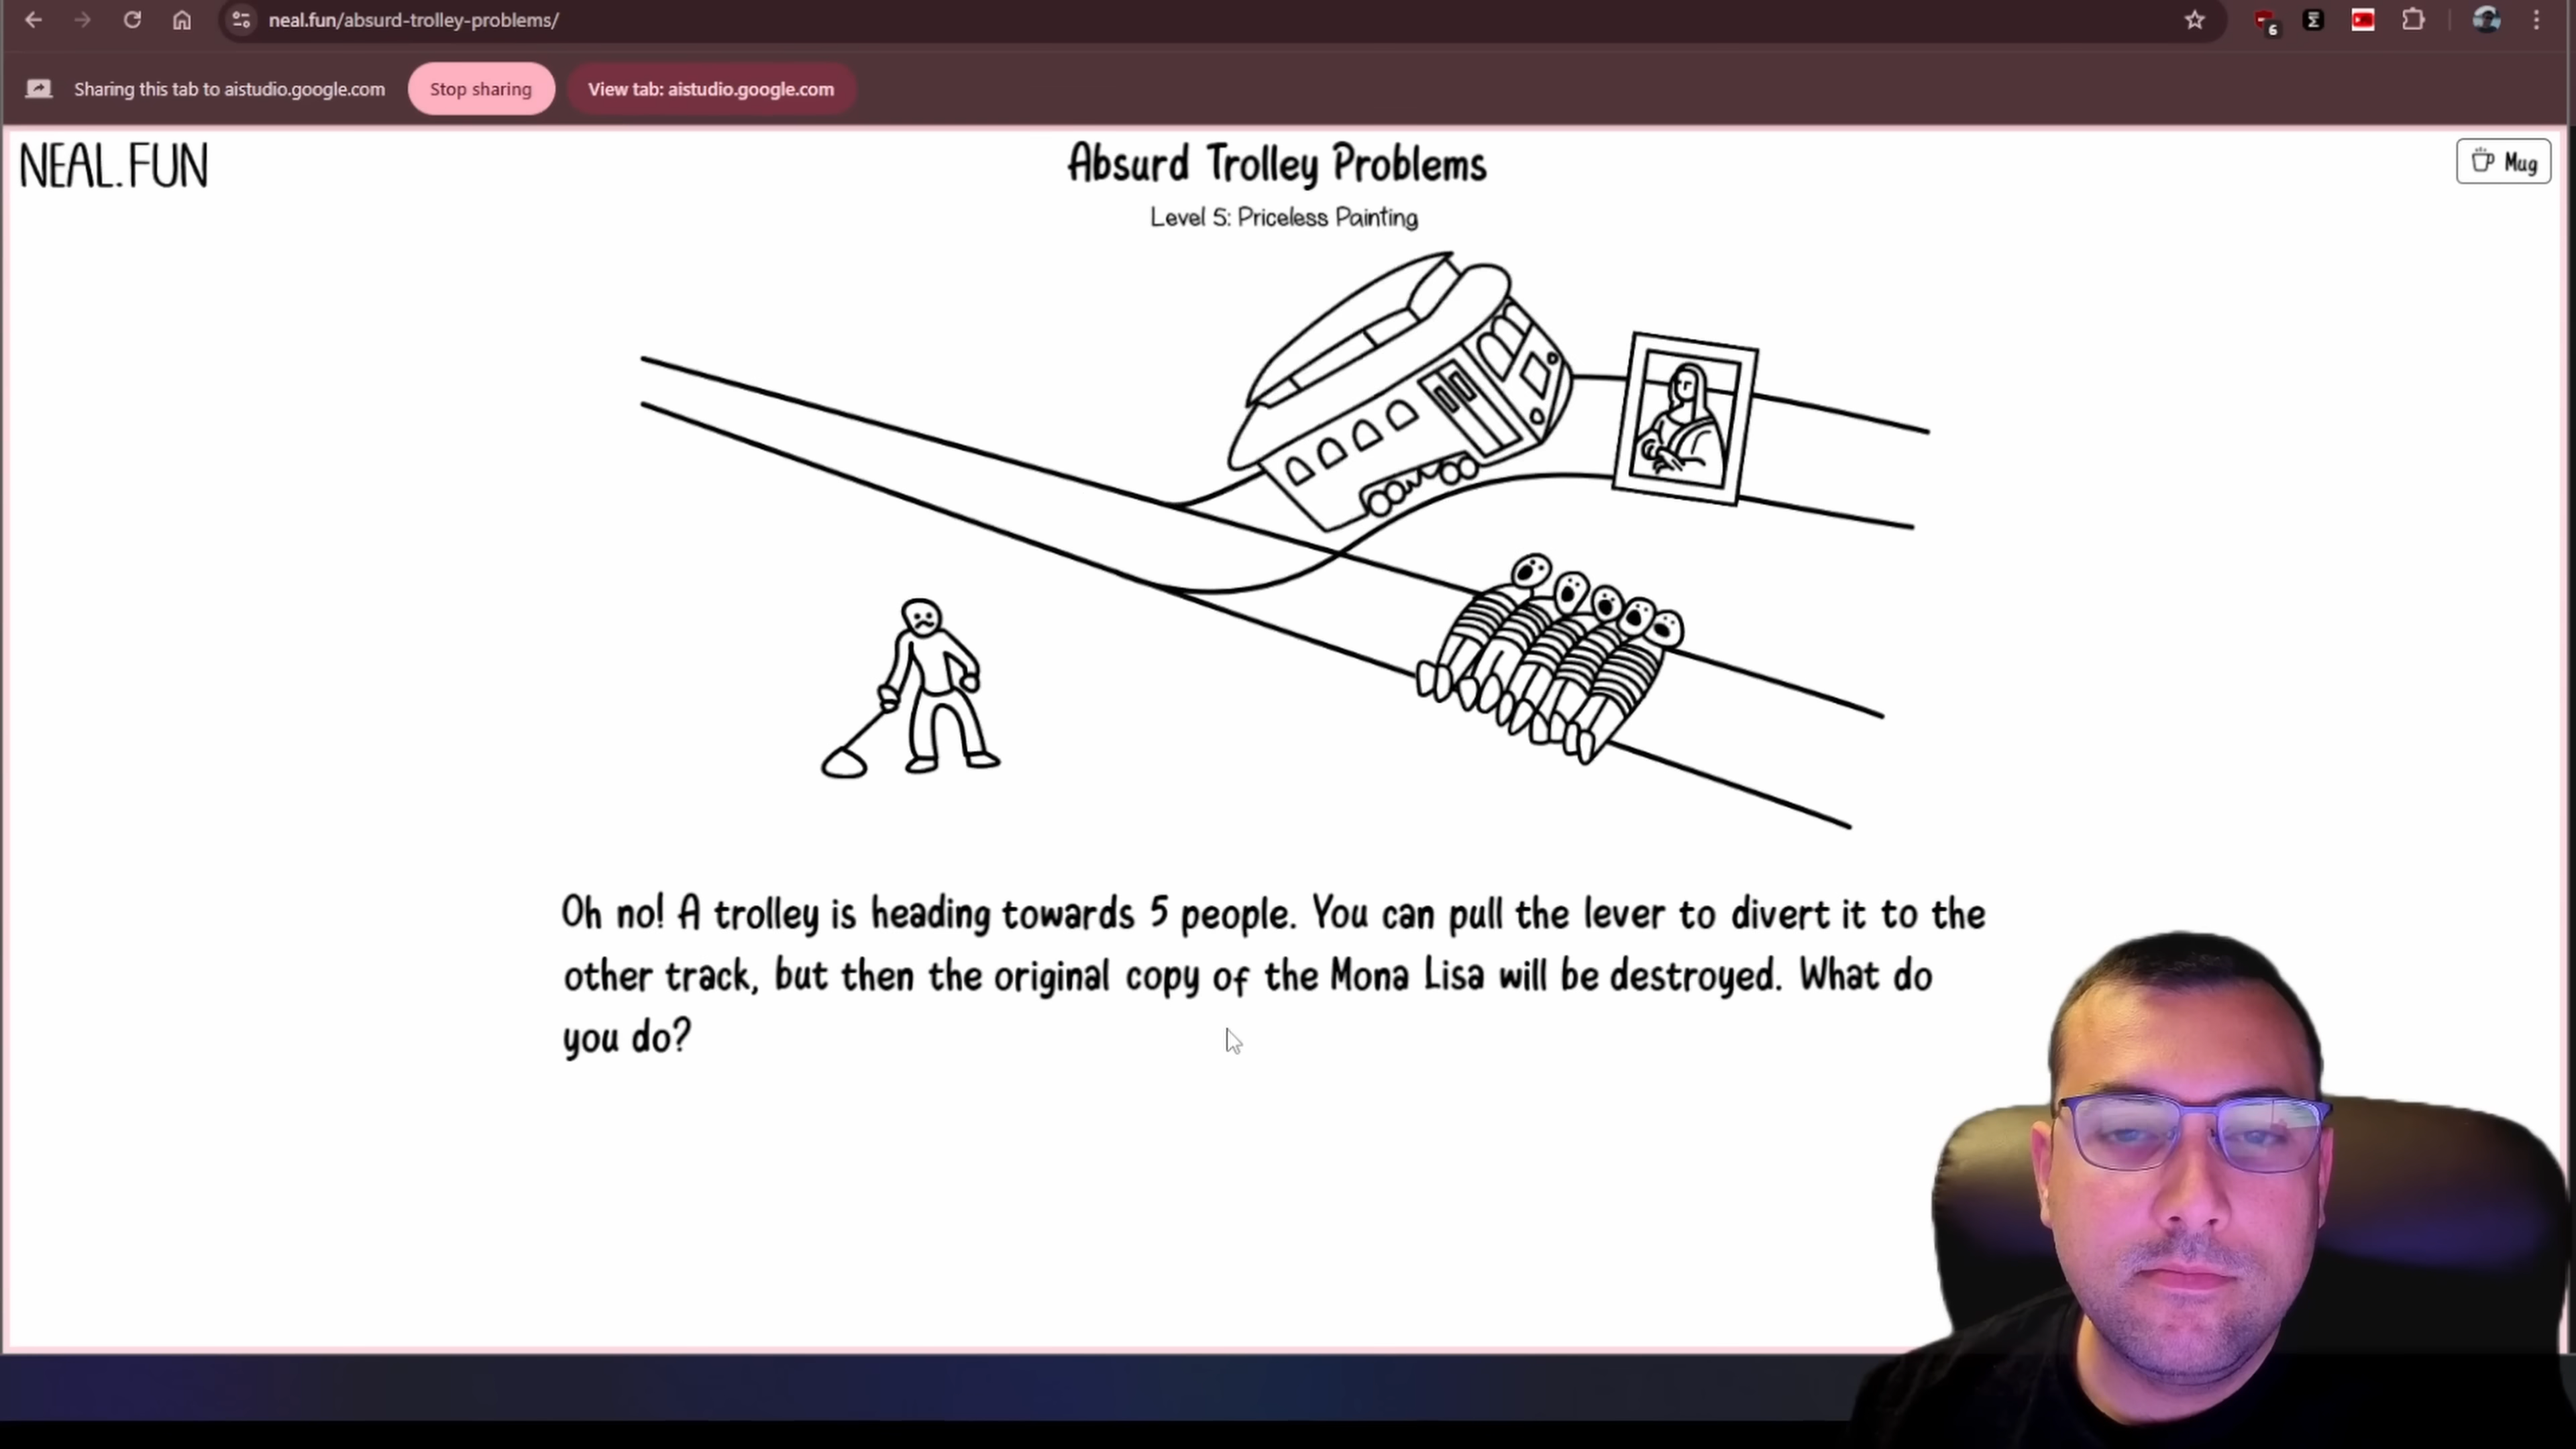 neal.fun/absurd-trolley-problems/
6
Sharing this tab to aistudio.google.com
Stop sharing
View tab: aistudio.google.com
NEAL.FUN
Absurd Trolley Problems
Mug
Level 5: Priceless Painting
Oh no! A trolley is heading towards 5 people. You can pull the lever to divert it to the
other track, but then the original copy of the Mona Lisa will be destroyed. What do
you do?